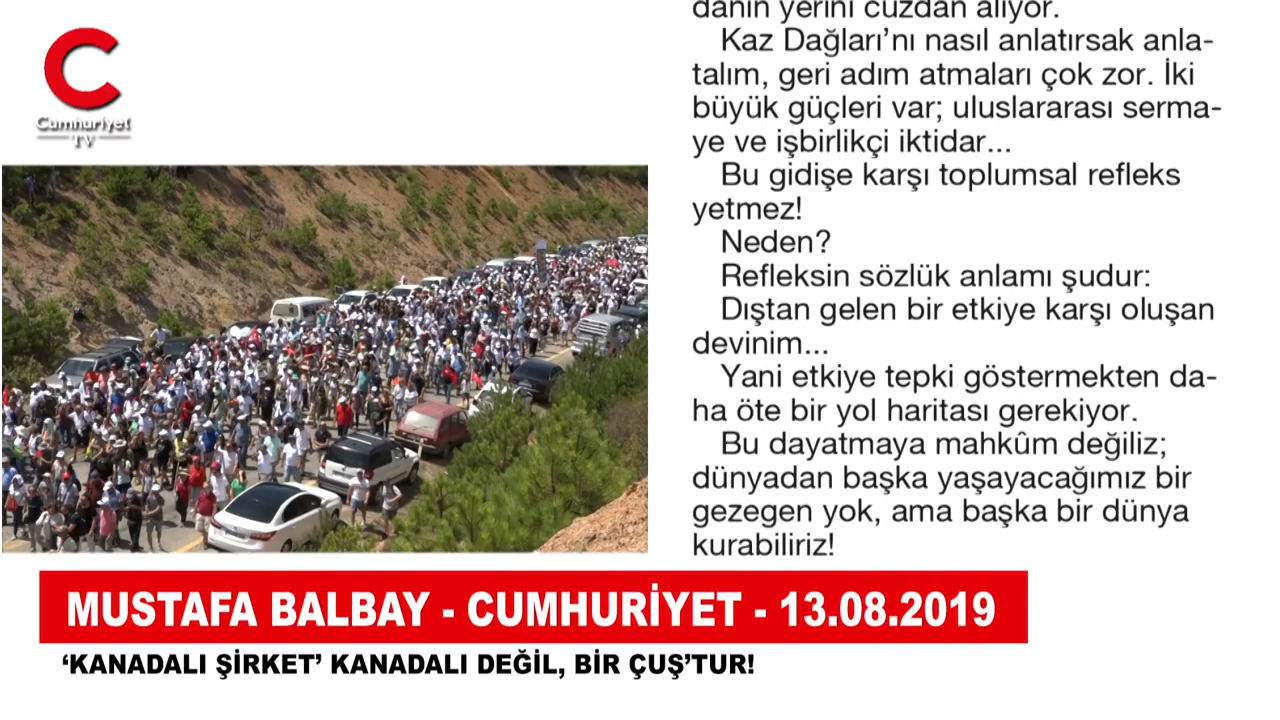 Cumhuriyet
TV
danın yerini cüzdan alıyor.
Kaz Dağları’nı nasıl anlatırsak anla-
talım, geri adım atmaları çok zor. İki
büyük güçleri var; uluslararası serma-
ye ve işbirlikçi iktidar...
Bu gidişe karşı toplumsal refleks
yetmez!
Neden?
Refleksin sözlük anlamı şudur:
Dıştan gelen bir etkiye karşı oluşan
devinim...
Yani etkiye tepki göstermekten da-
ha öte bir yol haritası gerekiyor.
Bu dayatmaya mahkûm değiliz;
dünyadan başka yaşayacağımız bir
gezegen yok, ama başka bir dünya
kurabiliriz!
MUSTAFA BALBAY - CUMHURİYET - 13.08.2019
‘KANADALI ŞİRKET’ KANADALI DEĞİL, BİR ÇUŞ’TUR!